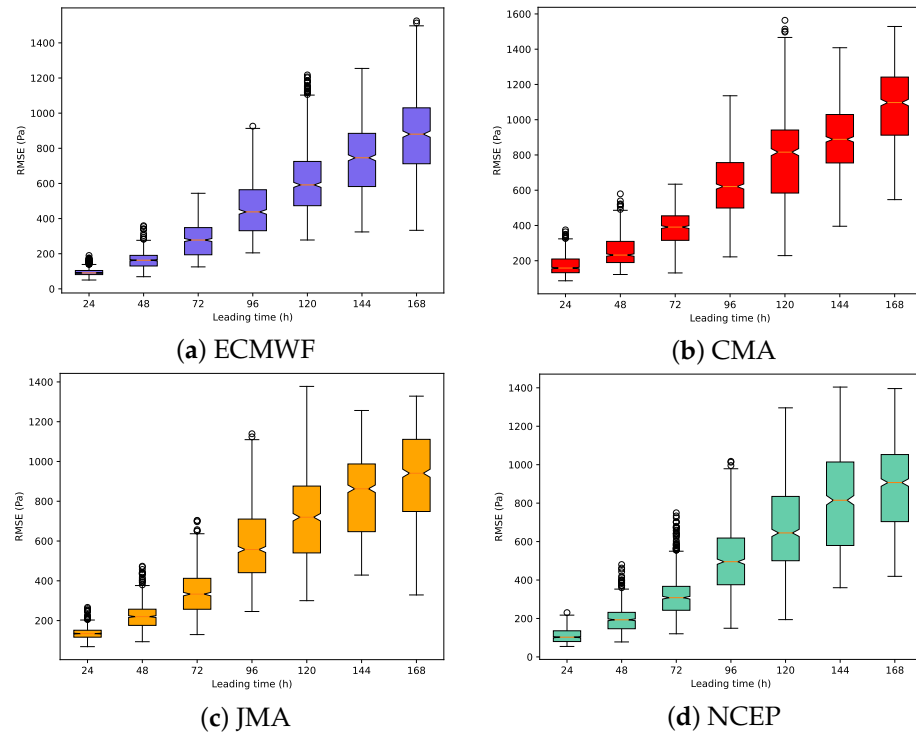 1400
1200
1000
800
600
400
200
0
RMSE (Pa)
24 48 72 96 120 144 168
Leading time (h)
(a) ECMWF
1600
1400
1200
1000
800
600
400
200
RMSE (Pa)
24 48 72 96 120 144 168
Leading time (h)
(b) CMA
1400
1200
1000
800
600
400
200
RMSE (Pa)
24 48 72 96 120 144 168
Leading time (h)
(c) JMA
1400
1200
1000
800
600
400
200
0
RMSE (Pa)
24 48 72 96 120 144 168
Leading time (h)
(d) NCEP